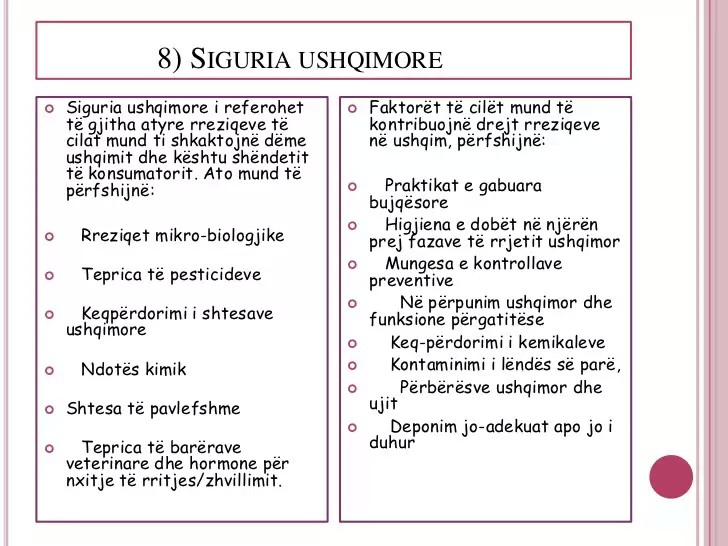 8) SIGURIA USHQIMORE
Siguria ushqimore i referohet
të gjitha atyre rreziqeve të
cilat mund ti shkaktojnë dëme
ushqimit dhe kështu shëndetit
të konsumatorit. Ato mund të
përfshijnë:
Rreziqet mikro-biologjike
Teprica të pesticideve
Keqpërdorimi i shtesave
ushqimore
Ndotës kimik
Shtesa të pavlefshme
Teprica të barërave
veterinare dhe hormone për
nxitje të rritjes/zhvillimit.
Faktorët të cilët mund të
kontribuojnë drejt rreziqeve
në ushqim, përfshijnë:
Praktikat e gabuara
bujqësore
Higjiena e dobët në njërën
prej fazave të rrjetit ushqimor
Mungesa e kontrollave
preventive
Në përpunim ushqimor dhe
funksione përgatitëse
Keq-përdorimi i kemikaleve
Kontaminimi i lëndës së parë,
Përbërësve ushqimor dhe
ujit
Deponim jo-adekuat apo jo i
duhur